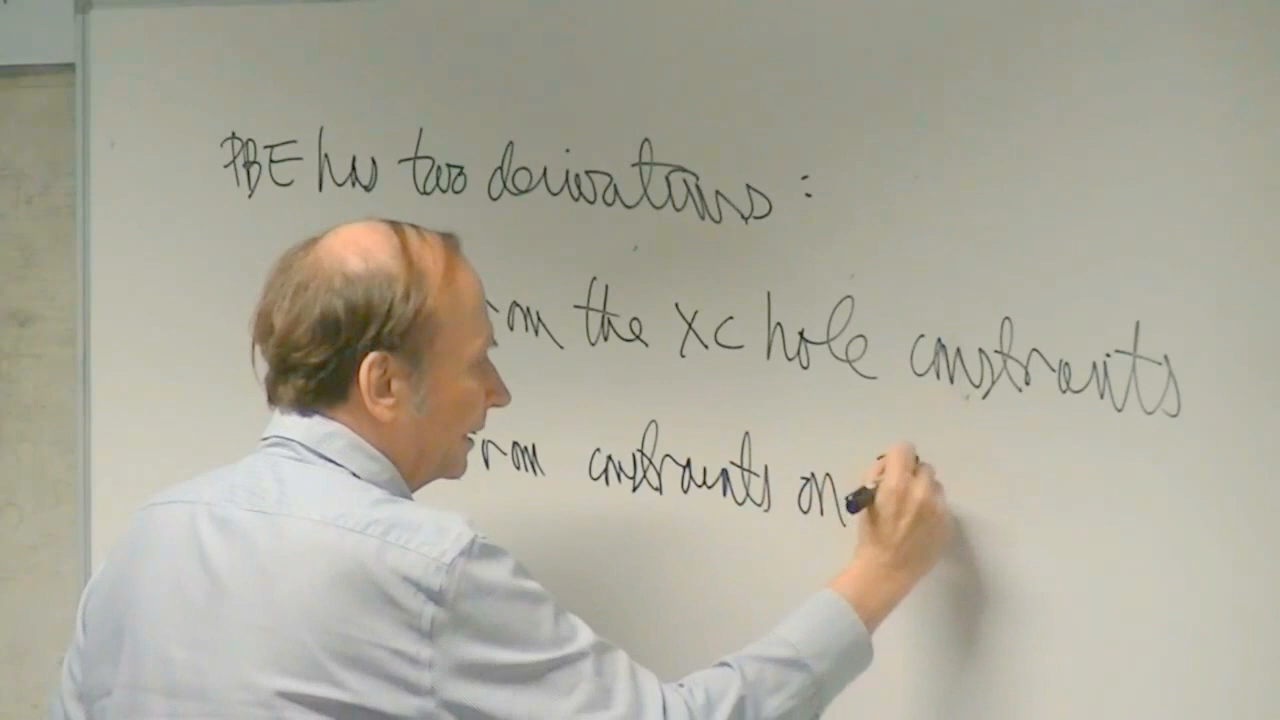 PBE has two derivations:
rom the xc hole constraints
rom constraints on